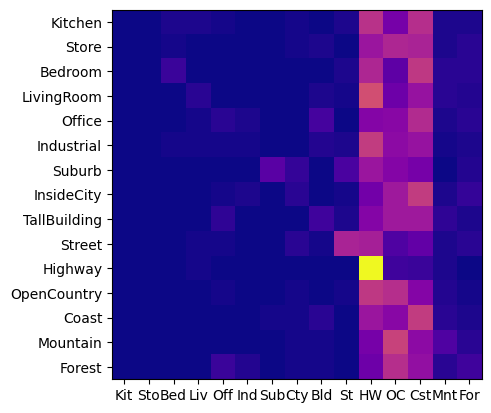 Kitchen
Store
Bedroom
LivingRoom
Office
Industrial
Suburb
InsideCity
TallBuilding
Street
Highway
OpenCountry
Coast
Mountain
Forest
Kit Sto Bed Liv Off Ind Sub Cty Bld St HW OC Cst Mnt For